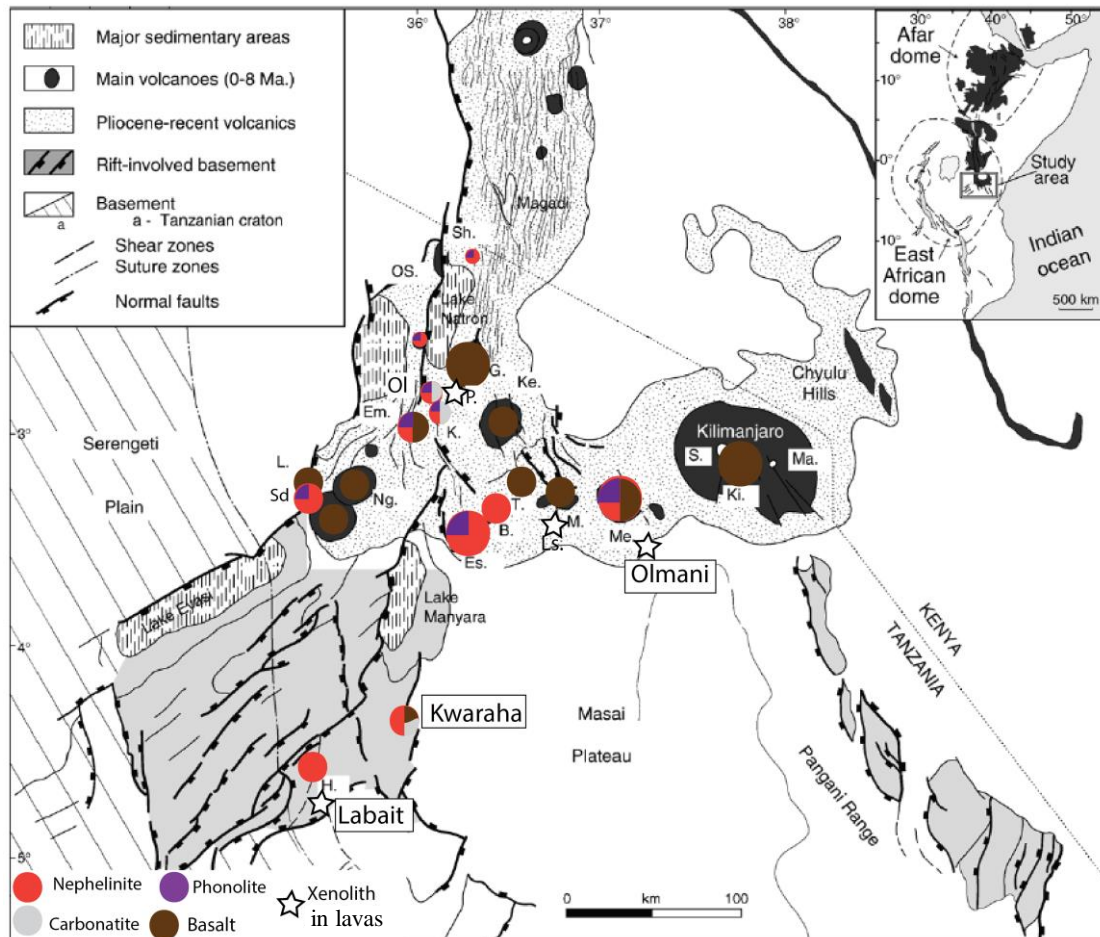 Major sedimentary areas
Main volcanoes (0-8 Ma.)
Pliocene-recent volcanics
Rift-involved basement
Basement
a
a - Tanzanian craton
Shear zones
Suture zones
Normal faults
36°
37°
38°
30°
40°
50°
Afar
dome
10°
0°
Study
area
10°
East
African
dome
Indian
ocean
500 km
Magadi
Sh.
OS.
Lake
Natron
G.
Ol
P.
Ke.
Em.
K.
Chyulu
Hills
3°
Serengeti
Plain
Kilimanjaro
S.
Ma.
Ki.
L.
Sd
Ng.
T.
B.
M.
Me.
Es.
Ls.
Olmani
Lake Eyasi
Lake
Manyara
4°
KENYA
TANZANIA
Kwaraha
Masai
Plateau
Pangani Range
H.
Labait
5°
Nephelinite
Phonolite
Xenolith
in lavas
Carbonatite
Basalt
0
km
100